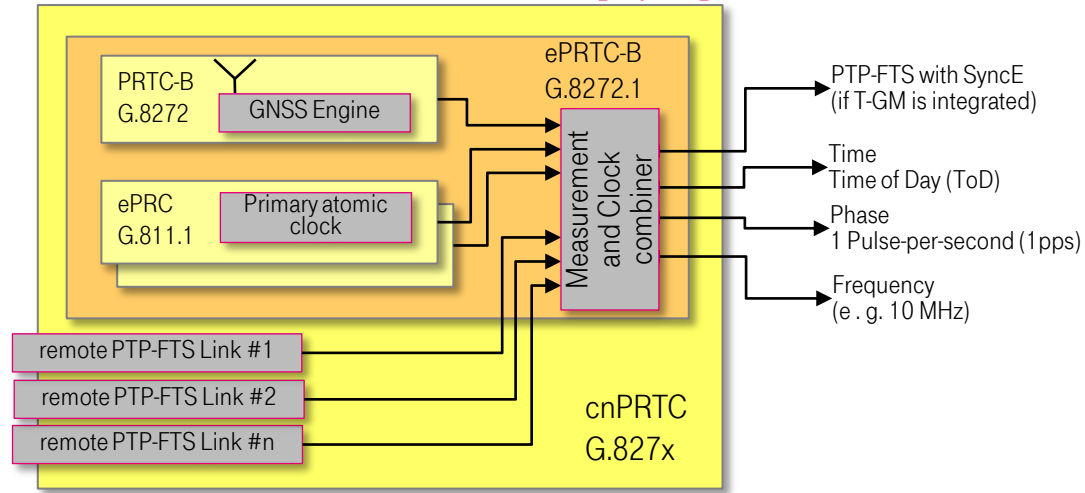 ePRTC-B
G.8272.1
PRTC-B
G.8272
GNSS Engine
ePRC
G.811.1
Primary atomic
clock
Measurement
and Clock
combiner
PTP-FTS with SyncE
(if T-GM is integrated)
Time
Time of Day (ToD)
Phase
1 Pulse-per-second (1pps)
Frequency
(e . g. 10 MHz)
remote PTP-FTS Link #1
remote PTP-FTS Link #2
remote PTP-FTS Link #n
cnPRTC
G.827x